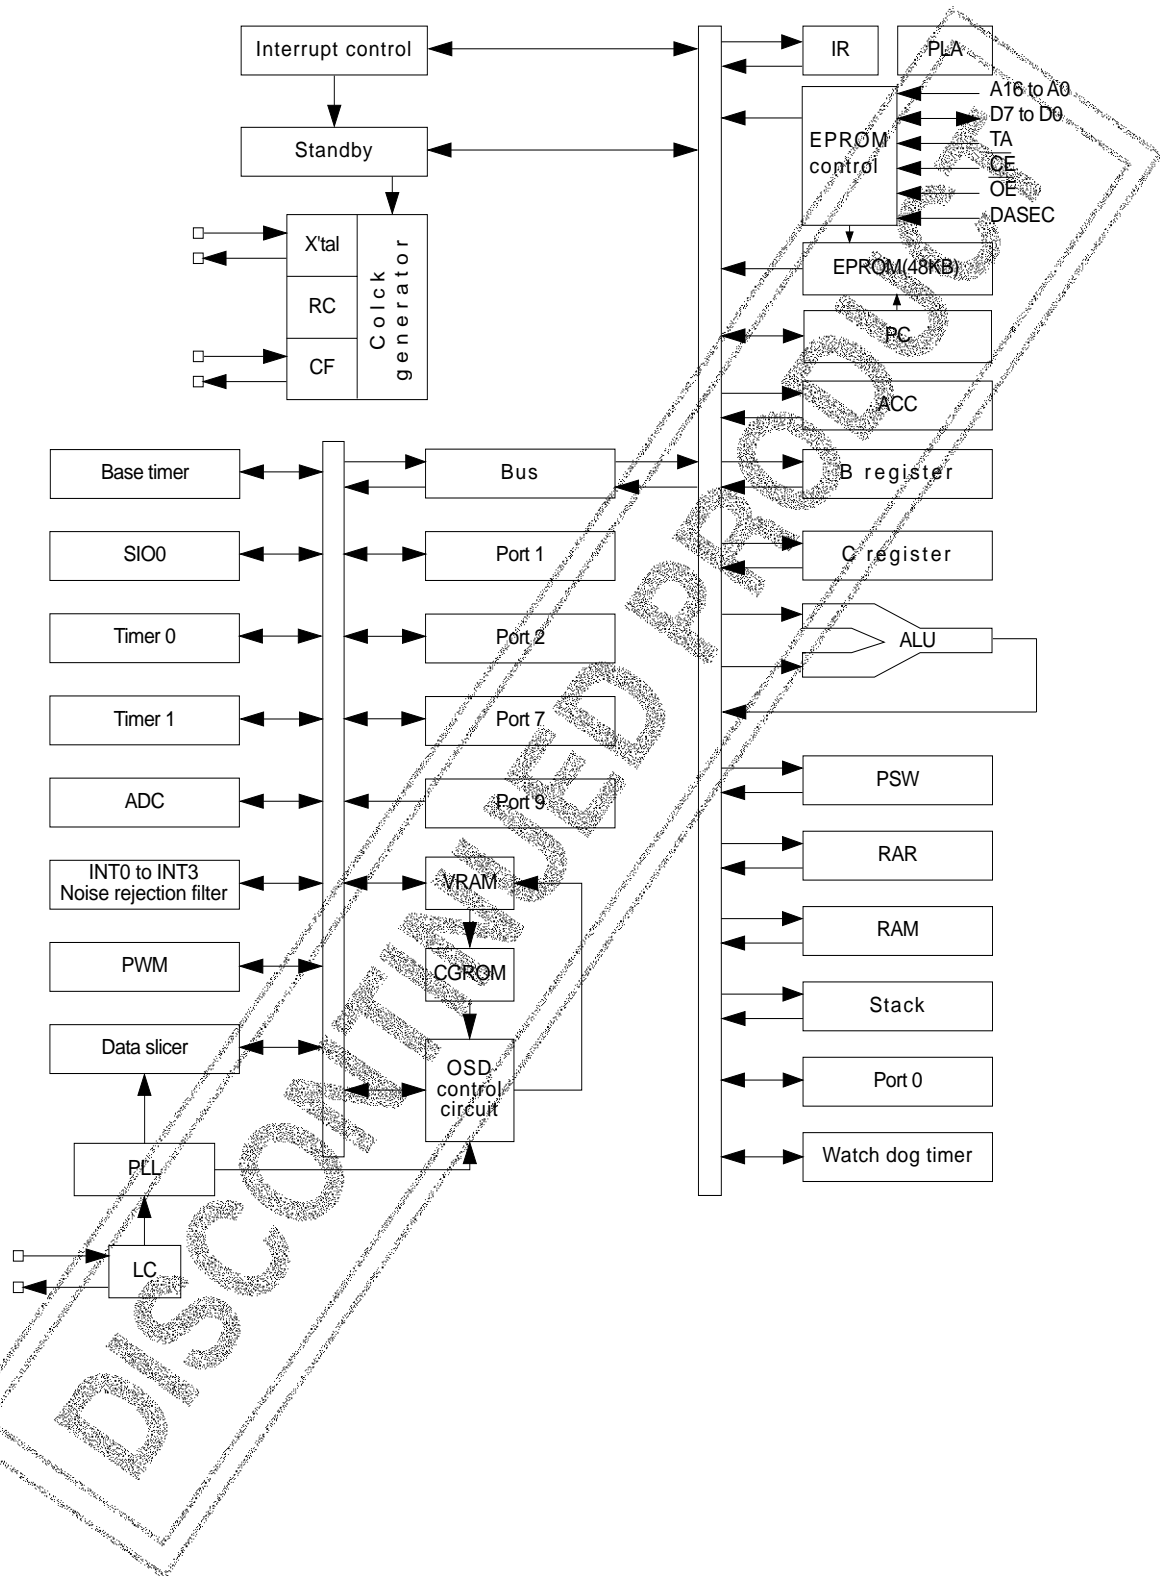 Interrupt control
IR
PLA
A16 to A0
D7 to D0
TA
CE
OE
DASEC
EPROM
control
Standby
X'tal
RC
CF
Colck
generator
EPROM(48KB)
PC
ACC
Base timer
Bus
B register
SIO0
Port 1
C register
Timer 0
Port 2
ALU
Timer 1
Port 7
PSW
ADC
Port 9
RAR
INT0 to INT3
Noise rejection filter
VRAM
RAM
PWM
CGROM
Stack
Data slicer
OSD
control
circuit
Port 0
PLL
Watch dog timer
LC
DISCONTINUED PRODUCT